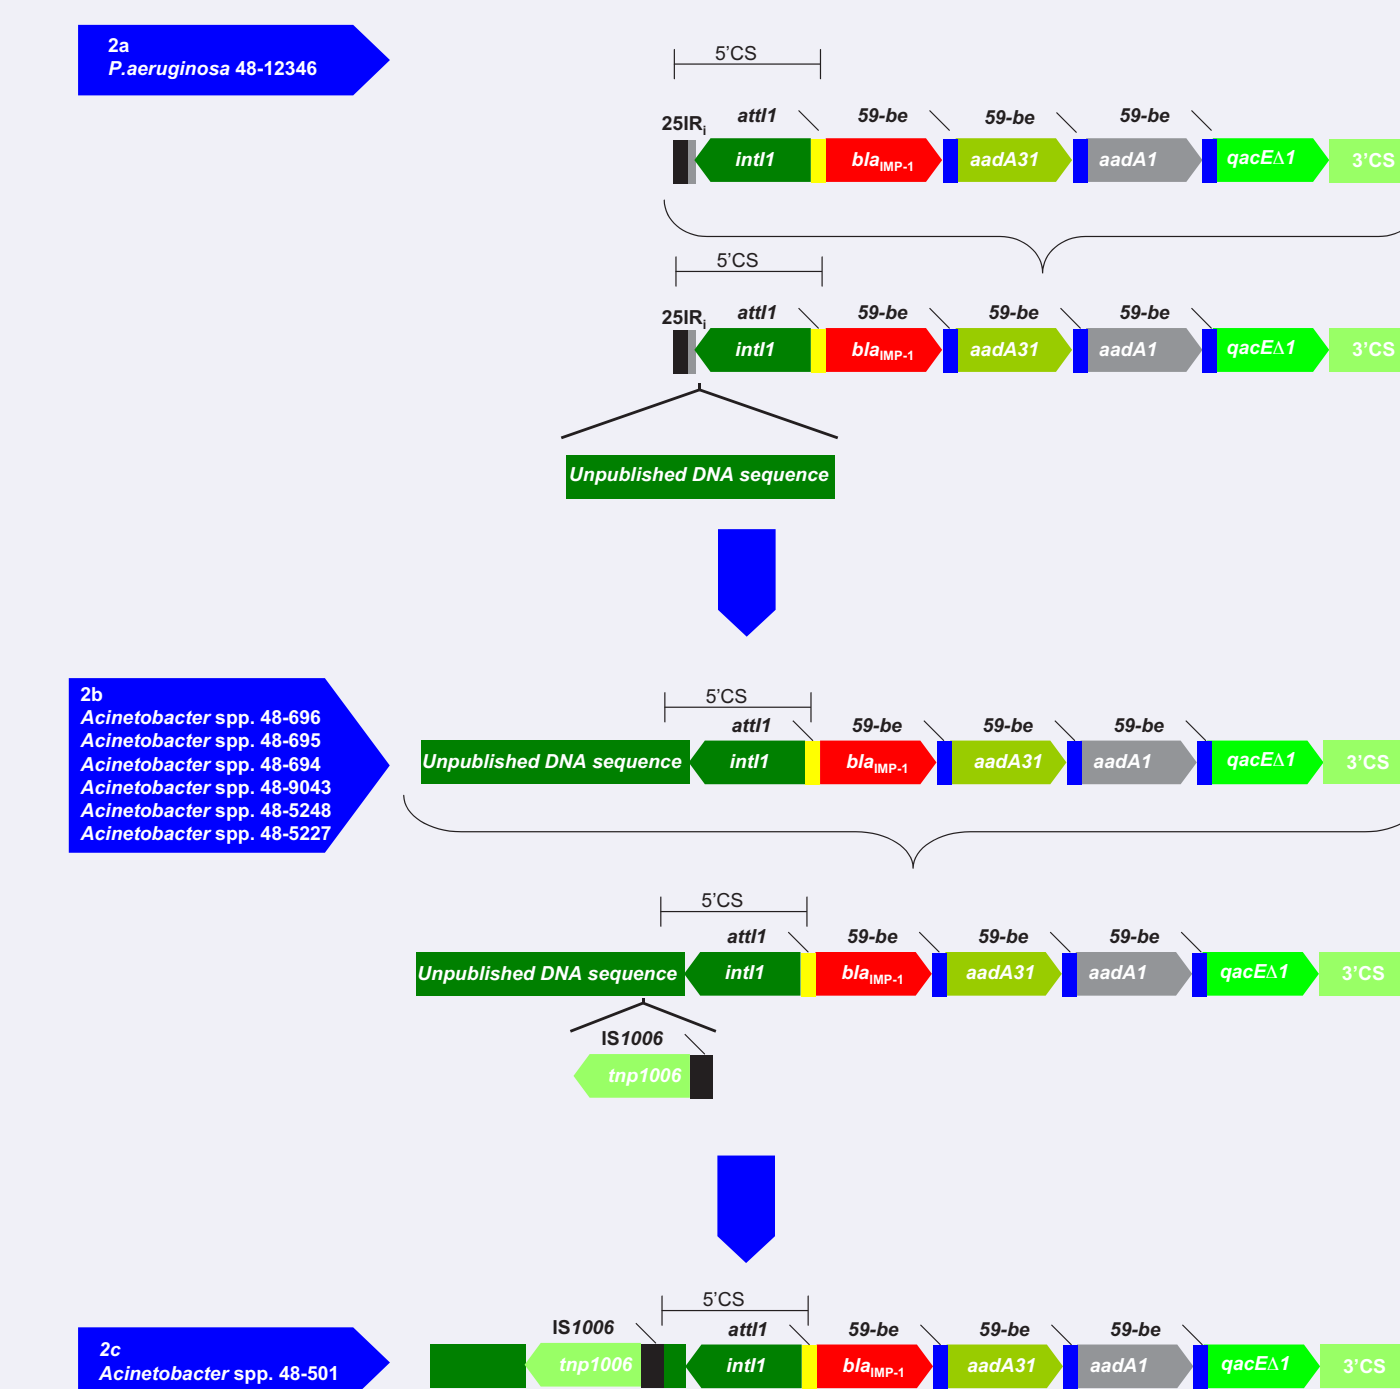 2a
P.aeruginosa 48-12346
5'CS
25IRi attI1 59-be 59-be 59-be
intI1 blaIMP-1 aadA31 aadA1 qacEΔ1 3'CS
5'CS
25IRi attI1 59-be 59-be 59-be
intI1 blaIMP-1 aadA31 aadA1 qacEΔ1 3'CS
Unpublished DNA sequence
2b
Acinetobacter spp. 48-696
Acinetobacter spp. 48-695
Acinetobacter spp. 48-694
Acinetobacter spp. 48-9043
Acinetobacter spp. 48-5248
Acinetobacter spp. 48-5227
5'CS
attI1 59-be 59-be 59-be
Unpublished DNA sequence intI1 blaIMP-1 aadA31 aadA1 qacEΔ1 3'CS
5'CS
attI1 59-be 59-be 59-be
Unpublished DNA sequence intI1 blaIMP-1 aadA31 aadA1 qacEΔ1 3'CS
IS1006
tnp1006
2c
Acinetobacter spp. 48-501
5'CS
IS1006 attI1 59-be 59-be 59-be
tnp1006 intI1 blaIMP-1 aadA31 aadA1 qacEΔ1 3'CS